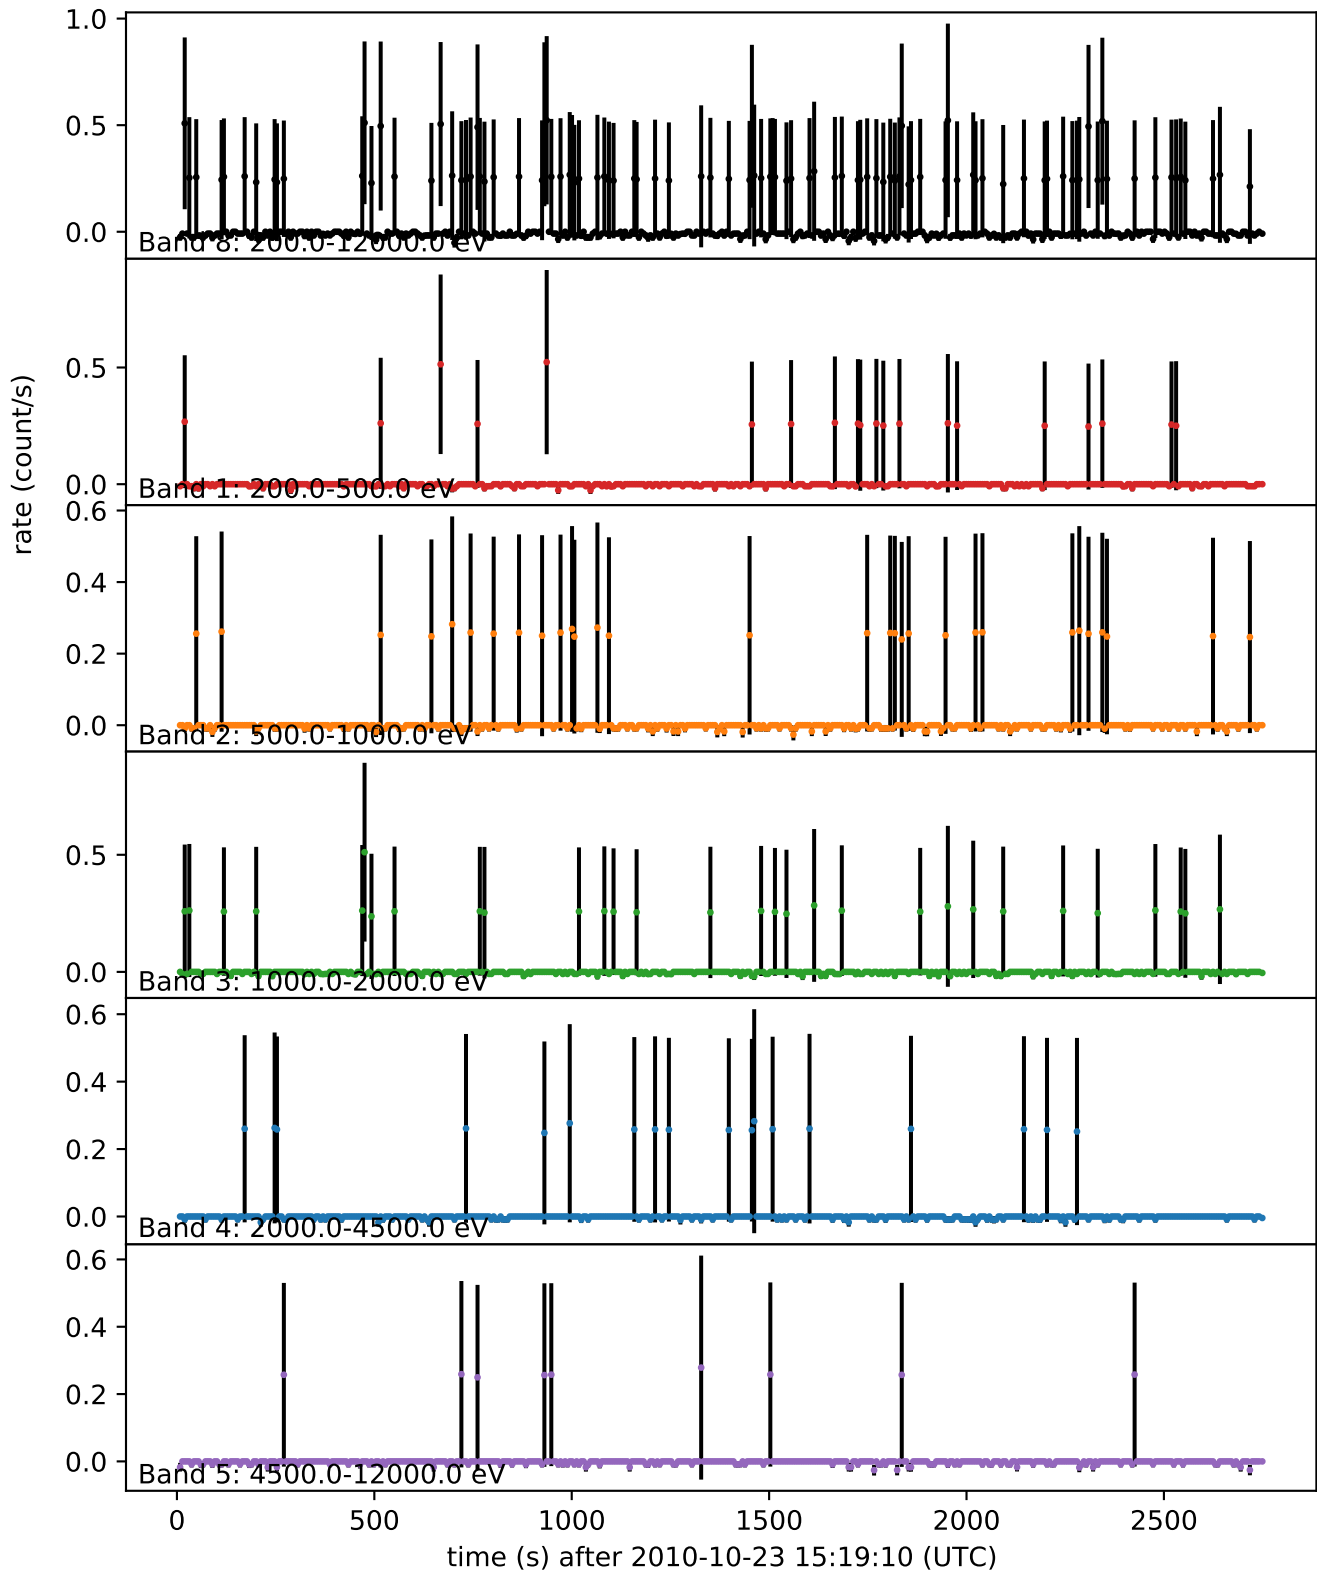 1.0
0.5
0.0
Band 8: 200.0-12000.0 eV
0.5
0.0
Band 1: 200.0-500.0 eV
rate (count/s)
0.6
0.4
0.2
0.0
Band 2: 500.0-1000.0 eV
0.5
0.0
Band 3: 1000.0-2000.0 eV
0.6
0.4
0.2
0.0
Band 4: 2000.0-4500.0 eV
0.6
0.4
0.2
0.0
Band 5: 4500.0-12000.0 eV
0 500 1000 1500 2000 2500
time (s) after 2010-10-23 15:19:10 (UTC)